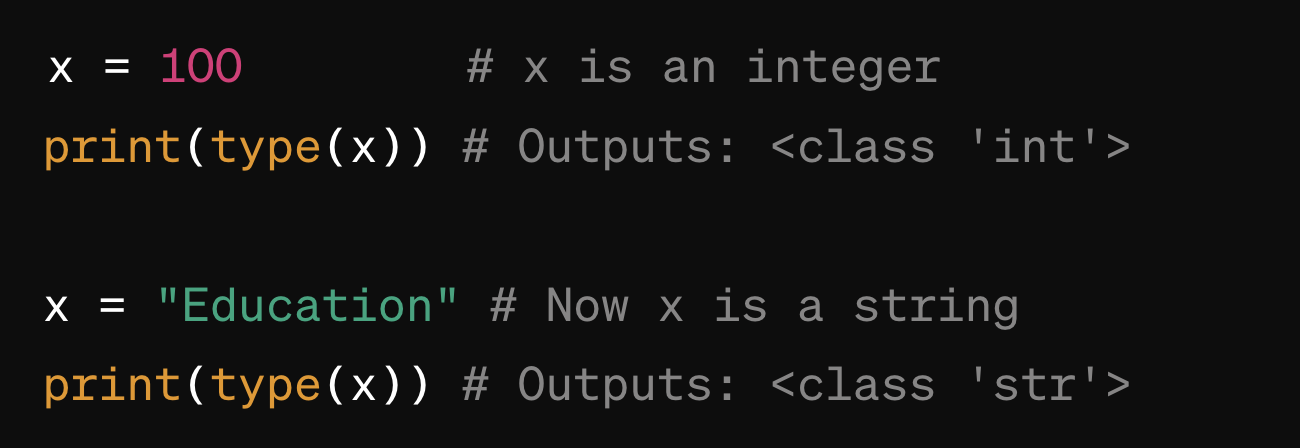 x = 100        # x is an integer
print(type(x)) # Outputs: <class 'int'>
x = "Education" # Now x is a string
print(type(x)) # Outputs: <class 'str'>